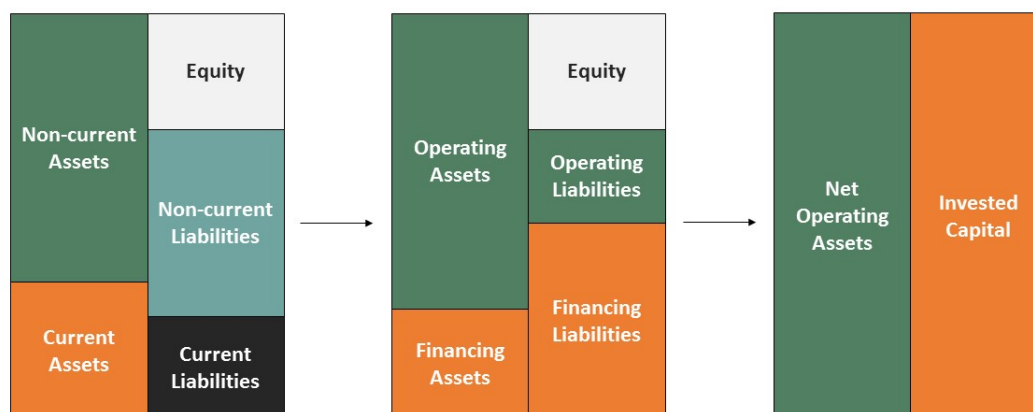 Non-current
Assets
Current
Assets
Equity
Non-current
Liabilities
Current
Liabilities
Operating
Assets
Financing
Assets
Equity
Operating
Liabilities
Financing
Liabilities
Net
Operating
Assets
Invested
Capital